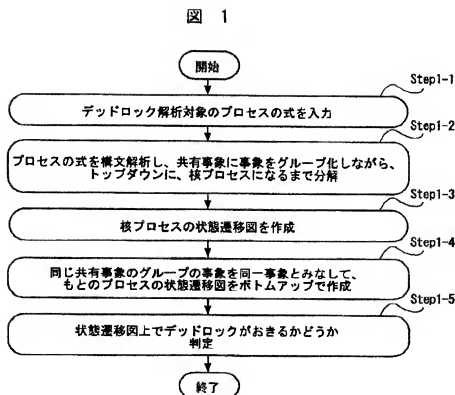 図 1
開始
Step1-1
デッドロック解析対象のプロセスの式を入力
Step1-2
プロセスの式を構文解析し、共有事象に事象をグループ化しながら、
トップダウンに、核プロセスになるまで分解
Step1-3
核プロセスの状態遷移図を作成
Step1-4
同じ共有事象のグループの事象を同一事象とみなして、
もとのプロセスの状態遷移図をボトムアップで作成
Step1-5
状態遷移図上でデッドロックがおきるかどうか
判定
終了